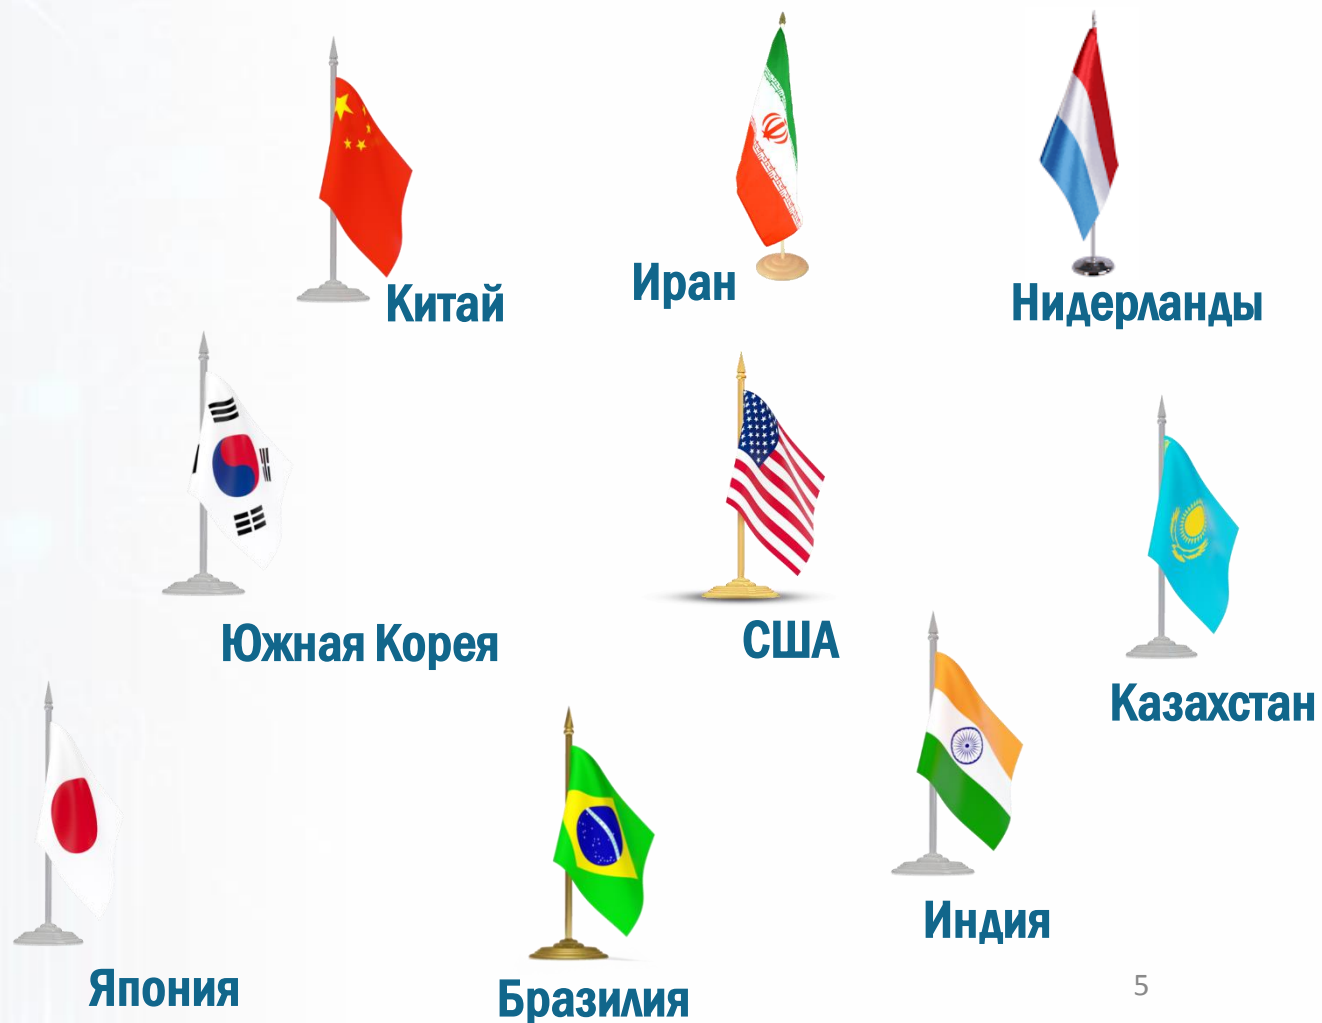 Китай
Иран
Нидерланды
Южная Корея
США
Казахстан
Индия
Япония
Бразилия
5